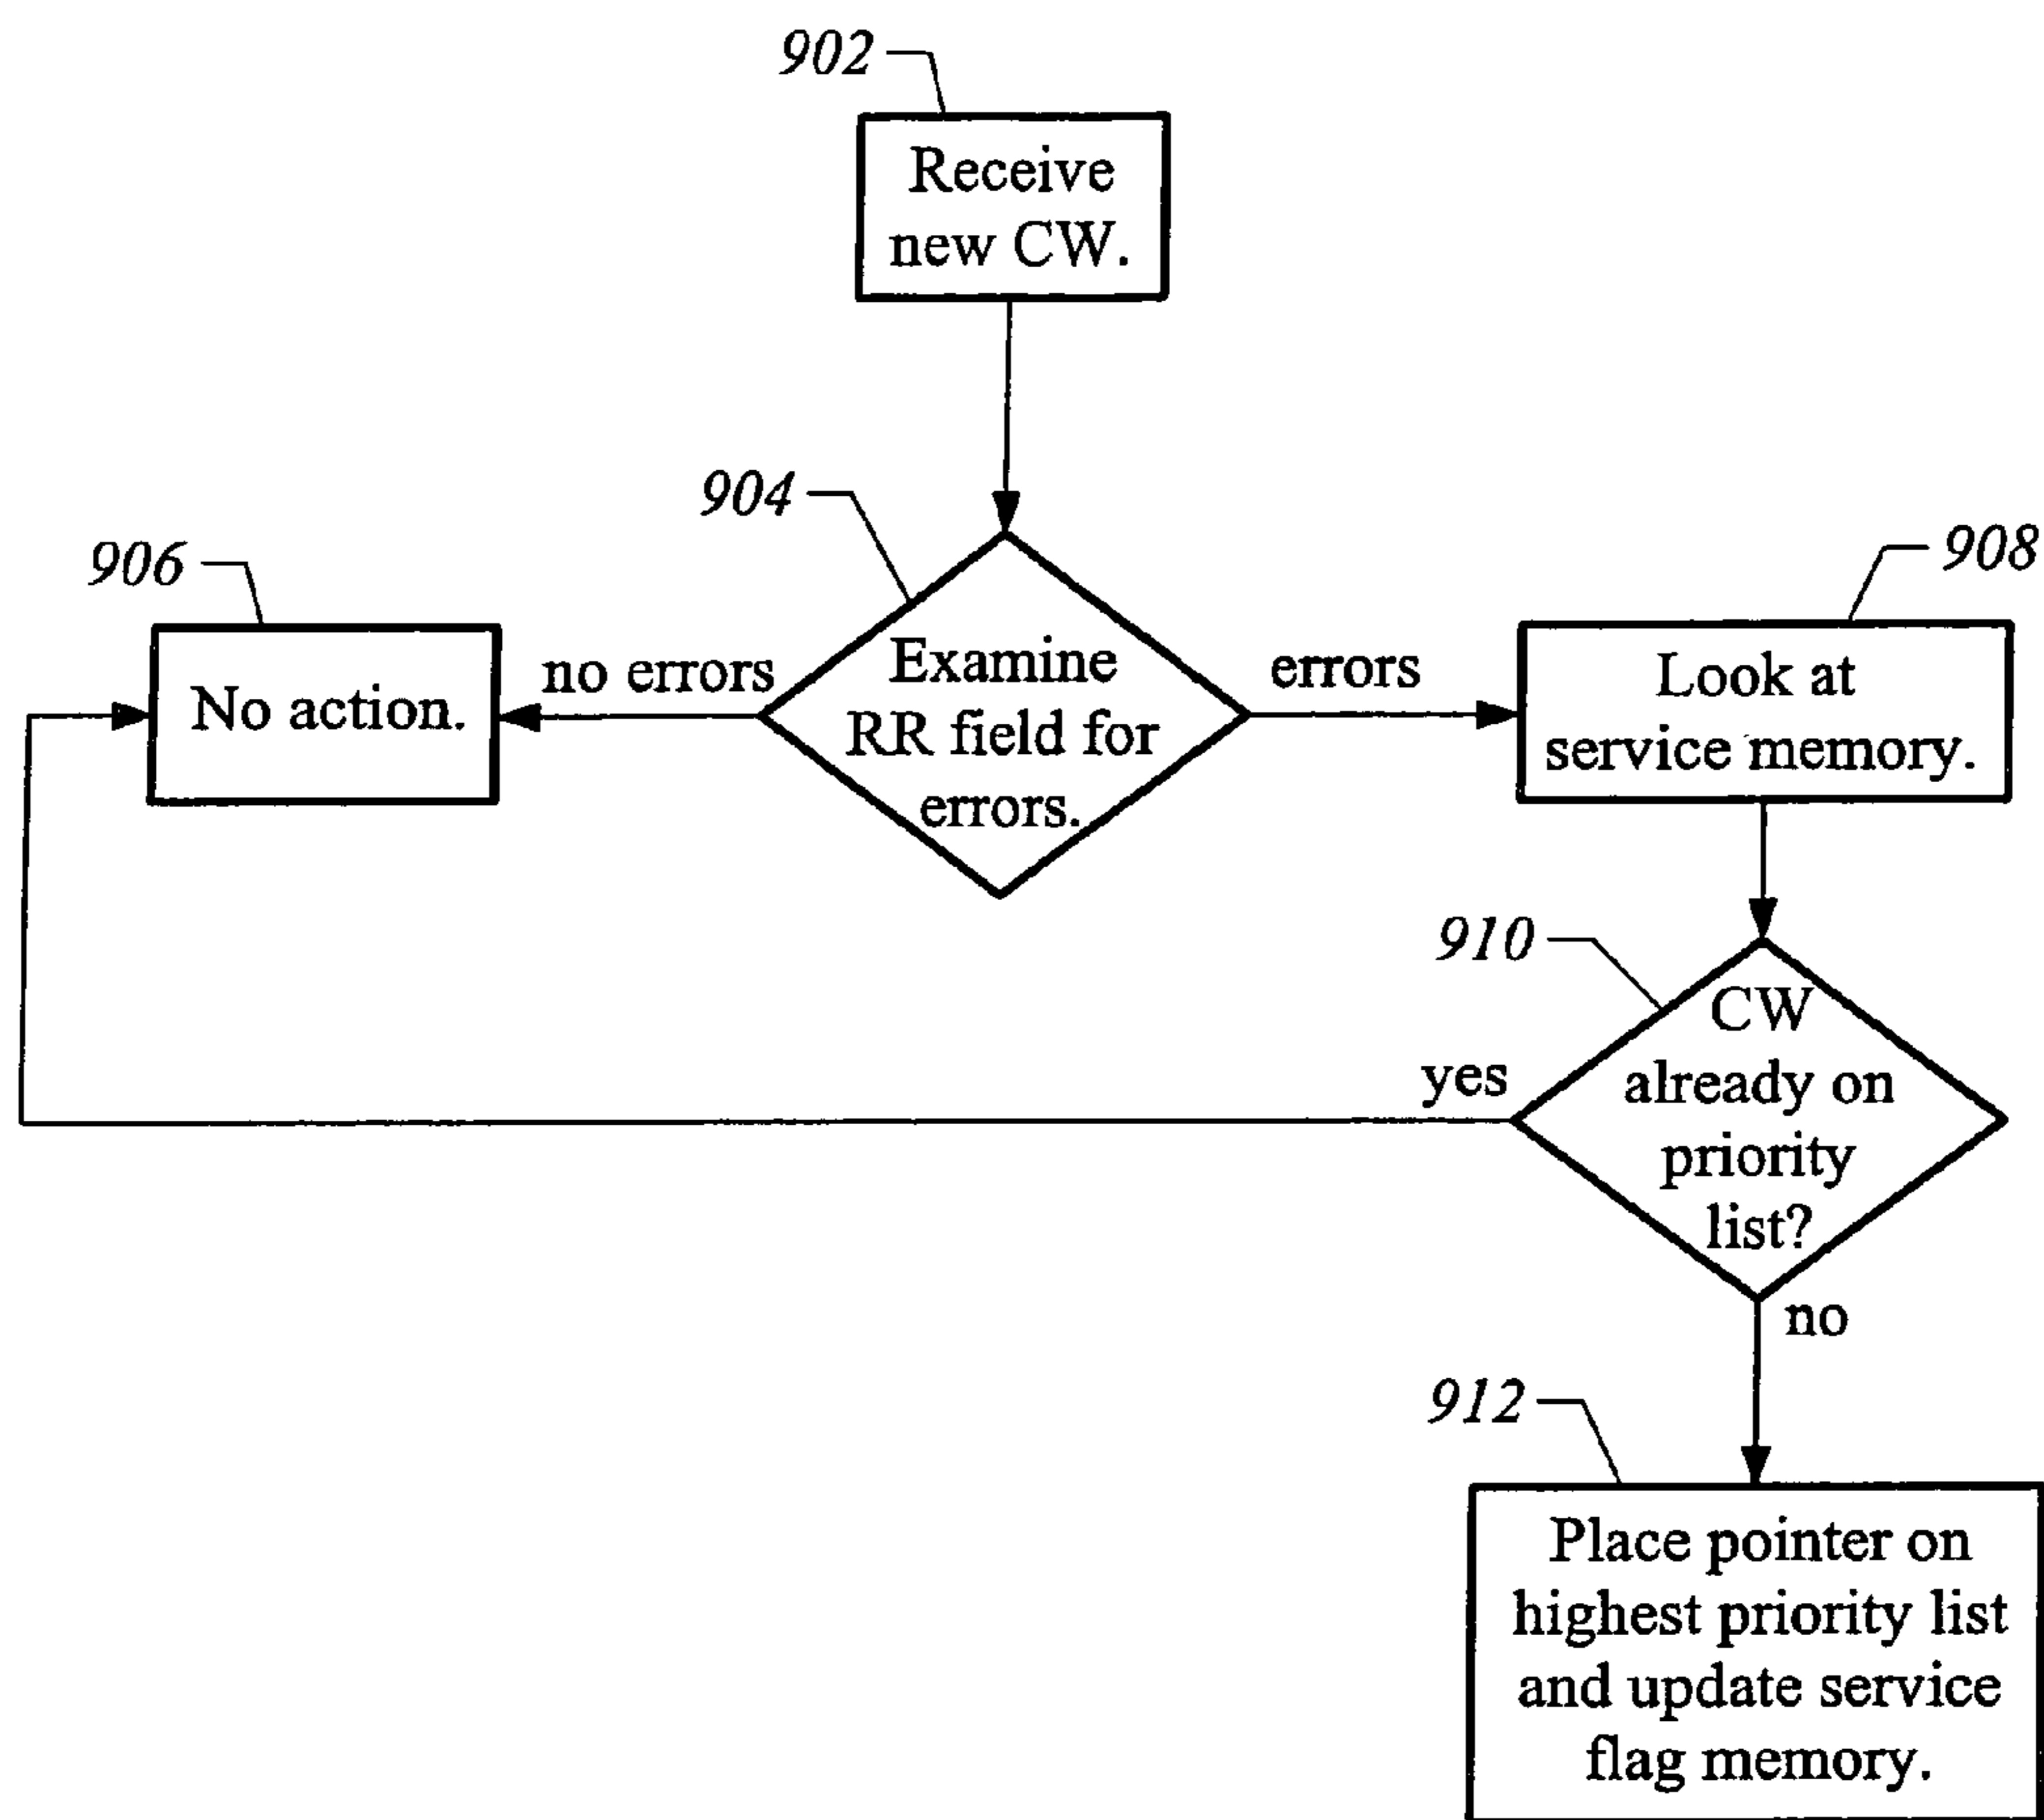 902
Receive
new CW.
904
Examine
RR field for
errors.
no errors
906
No action.
errors
908
Look at
service memory.
910
CW
already on
priority
list?
yes
no
912
Place pointer on
highest priority list
and update service
flag memory.